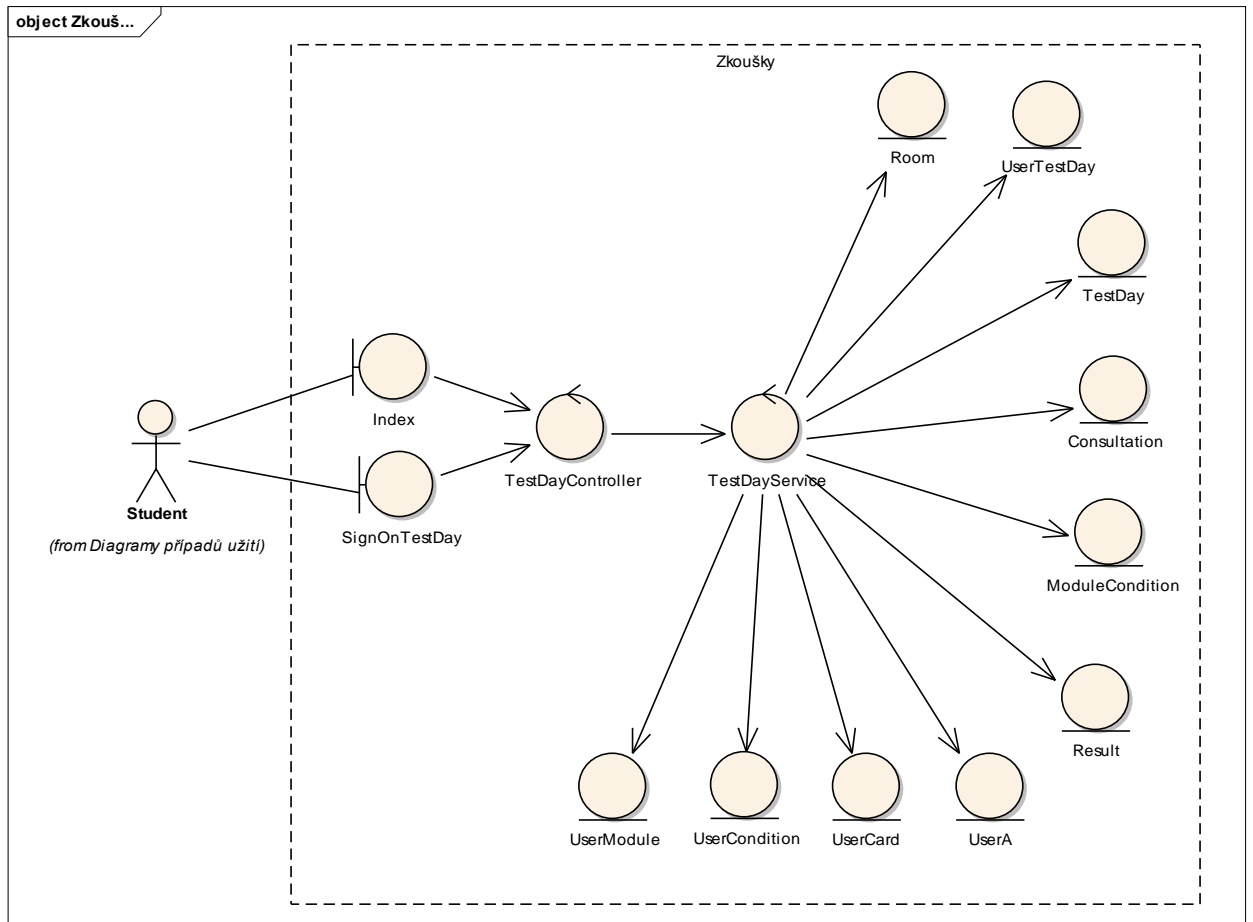 object Zkouš...
Zkoušky
Room
UserTestDay
TestDay
Index
Consultation
TestDayController
TestDayService
Student
(from Diagramy případů užití)
SignOnTestDay
ModuleCondition
Result
UserModule
UserCondition
UserCard
UserA